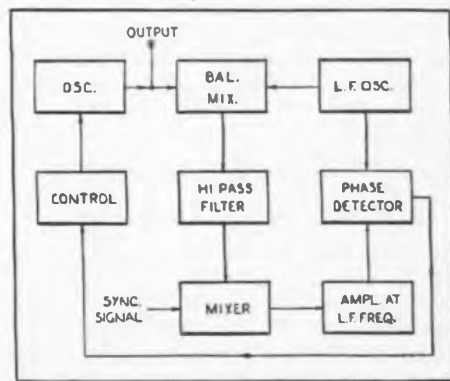 OUTPUT
OSC.
BAL.
MIX.
L.F. OSC.
CONTROL
HI PASS
FILTER
PHASE
DETECTOR
SYNC.
SIGNAL
MIXER
AMPL. AT
L.F. FREQ.